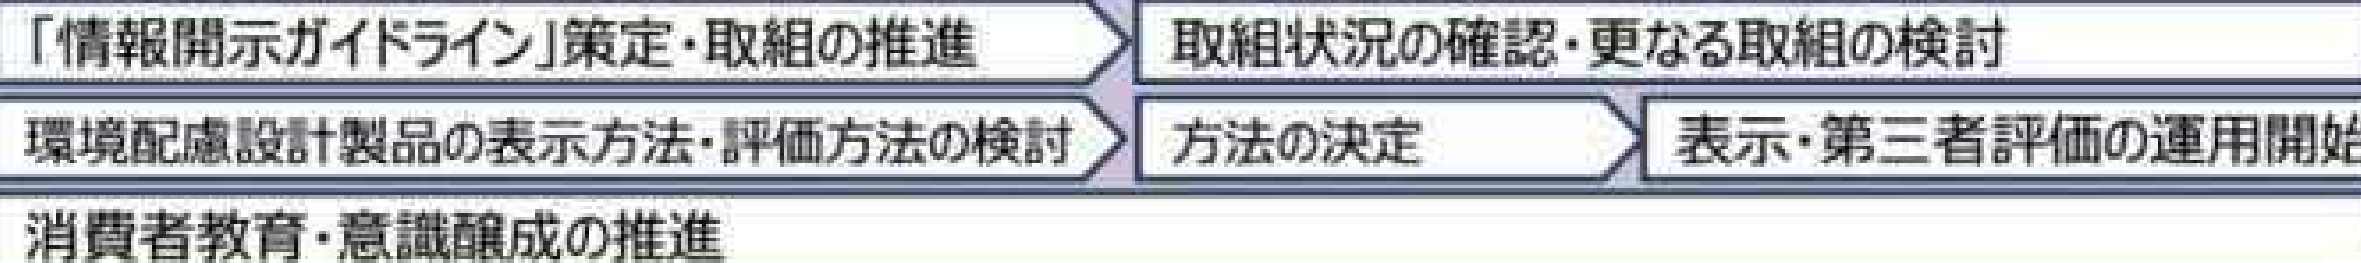 「情報開示ガイドライン」策定・取組の推進 取組状況の確認・更なる取組の検討
環境配慮設計製品の表示方法・評価方法の検討 方法の決定 表示・第三者評価の運用開始
消費者教育・意識醸成の推進